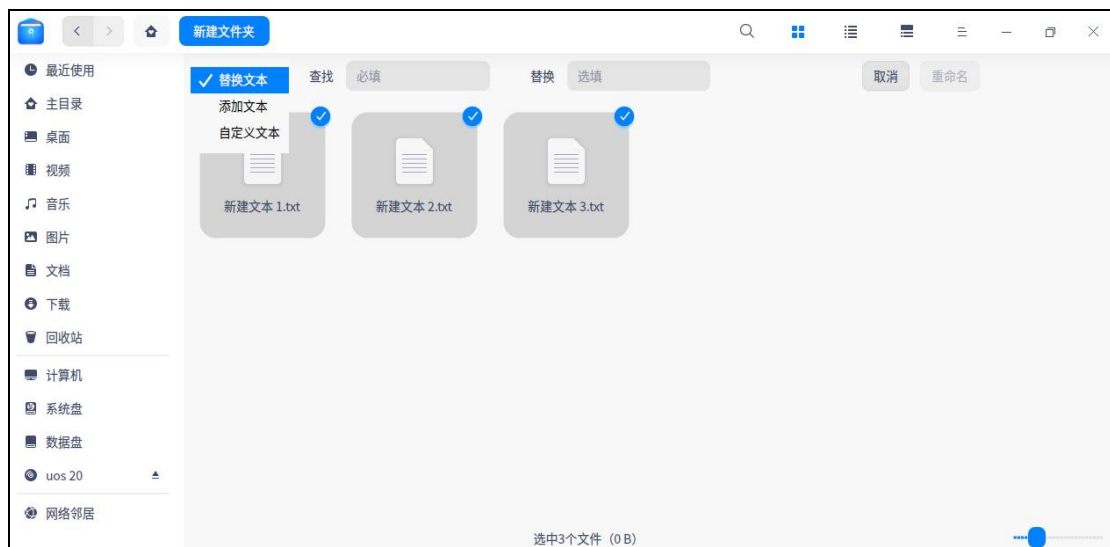 新建文件夹
最近使用
主目录
桌面
视频
音乐
图片
文档
下载
回收站
计算机
系统盘
数据盘
uos 20
网络邻居
替换文本
添加文本
自定义文本
查找 必填
替换 选填
取消 重命名
新建文本 1.txt 新建文本 2.txt 新建文本 3.txt
选中3个文件（0 B）